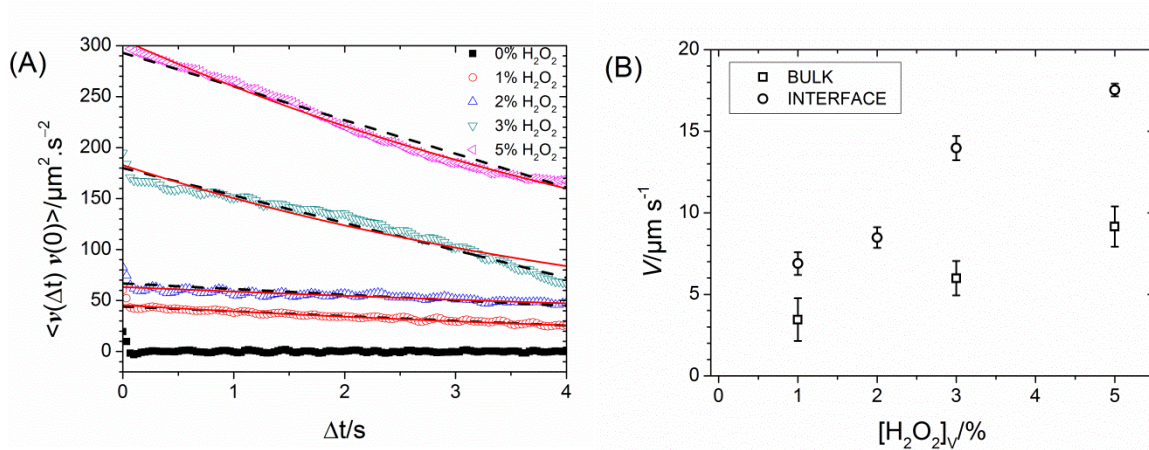 (A)
<ν(Δt) ν(0)>/μm².s⁻²
300
250
200
150
100
50
0
0% H₂O₂
1% H₂O₂
2% H₂O₂
3% H₂O₂
5% H₂O₂
0 1 2 3 4
Δt/s
(B)
V/μm s⁻¹
20
15
10
5
0
BULK
INTERFACE
0 1 2 3 4 5
[H₂O₂]ᵥ/%